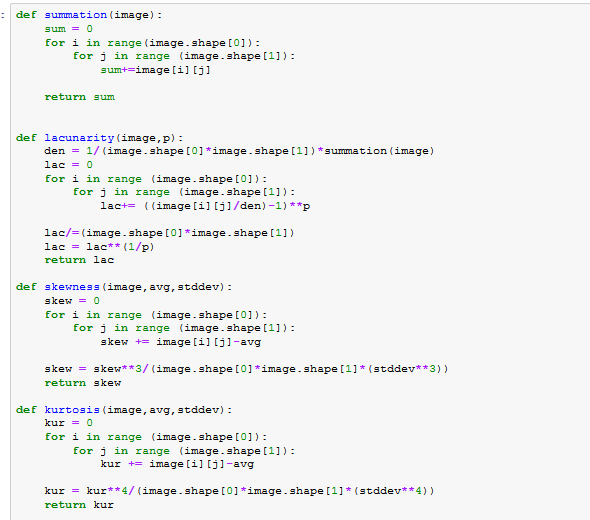 : def summation(image):
    sum = 0
    for i in range(image.shape[0]):
        for j in range (image.shape[1]):
            sum+=image[i][j]

    return sum


def lacunarity(image,p):
    den = 1/(image.shape[0]*image.shape[1])*summation(image)
    lac = 0
    for i in range (image.shape[0]):
        for j in range (image.shape[1]):
            lac+= ((image[i][j]/den)-1)**p

    lac/=(image.shape[0]*image.shape[1])
    lac = lac**(1/p)
    return lac

def skewness(image,avg,stddev):
    skew = 0
    for i in range (image.shape[0]):
        for j in range (image.shape[1]):
            skew += image[i][j]-avg

    skew = skew**3/(image.shape[0]*image.shape[1]*(stddev**3))
    return skew

def kurtosis(image,avg,stddev):
    kur = 0
    for i in range (image.shape[0]):
        for j in range (image.shape[1]):
            kur += image[i][j]-avg

    kur = kur**4/(image.shape[0]*image.shape[1]*(stddev**4))
    return kur